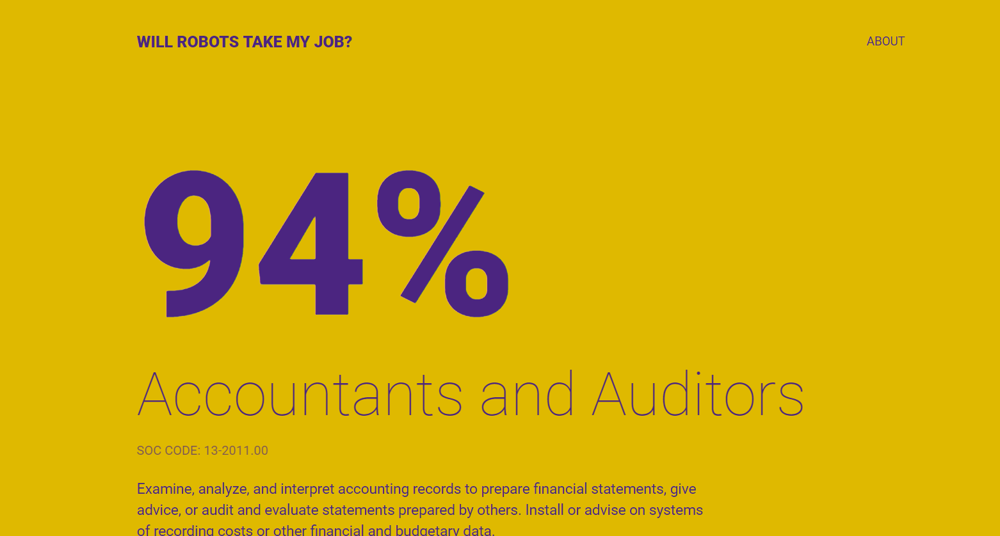 WILL ROBOTS TAKE MY JOB?
ABOUT
94%
Accountants and Auditors
SOC CODE: 13-2011.00
Examine, analyze, and interpret accounting records to prepare financial statements, give
advice, or audit and evaluate statements prepared by others. Install or advise on systems
of recording costs or other financial and budgetary data.